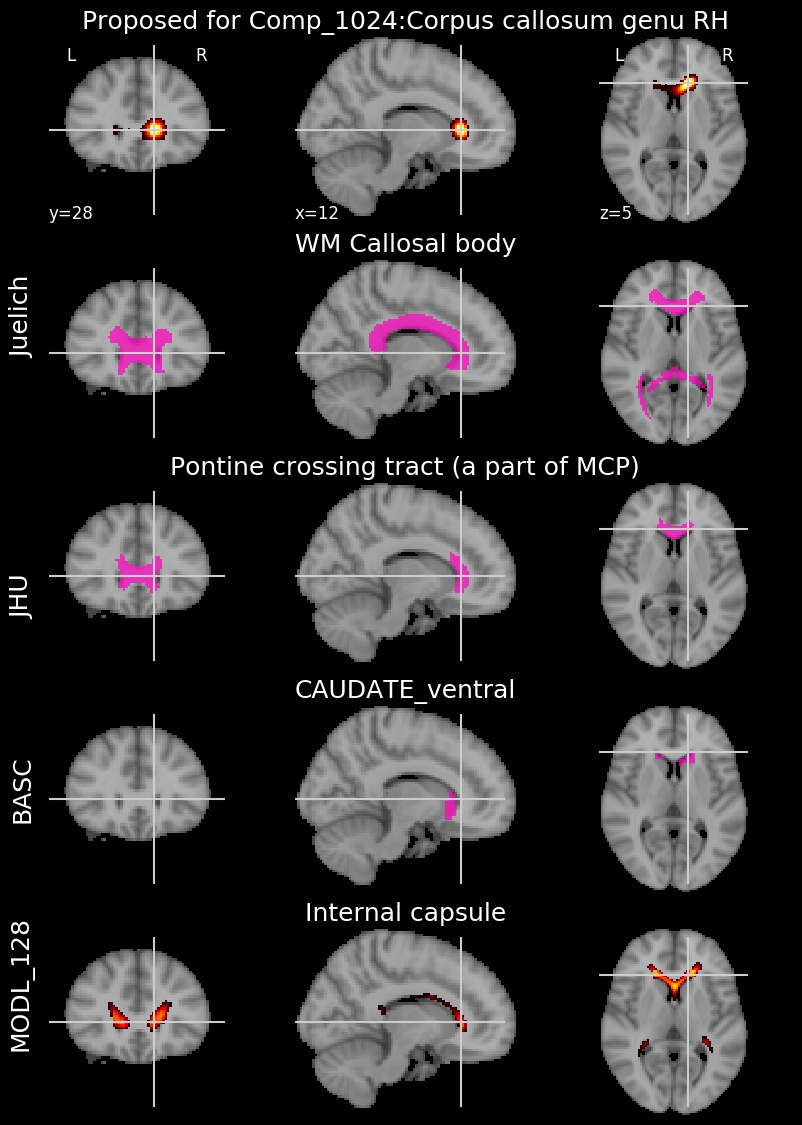 Proposed for Comp_1024:Corpus callosum genu RH
L R L R
y=28 x=12 z=5
WM Callosal body
Juelich
Pontine crossing tract (a part of MCP)
JHU
CAUDATE_ventral
BASC
Internal capsule
MODL_128